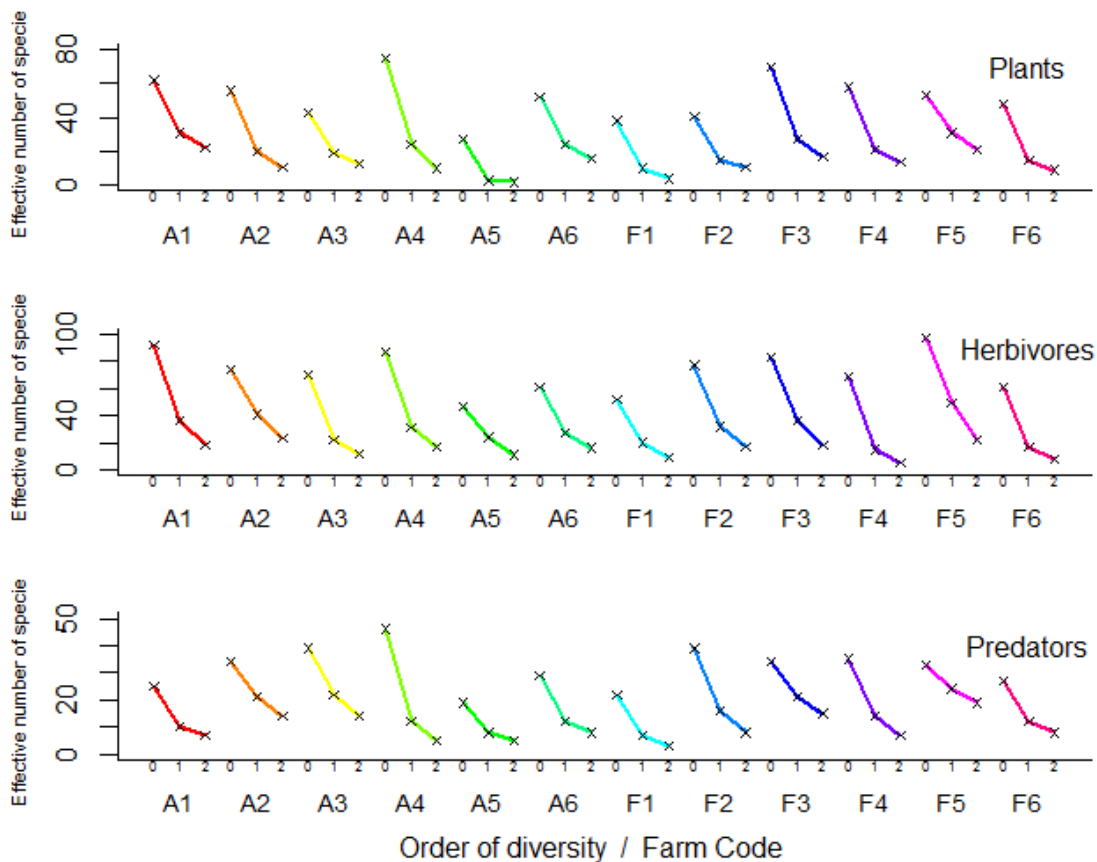 Effective number of specie
80
40
0
Plants
0 1 2 0 1 2 0 1 2 0 1 2 0 1 2 0 1 2 0 1 2 0 1 2 0 1 2 0 1 2 0 1 2 0 1 2
A1 A2 A3 A4 A5 A6 F1 F2 F3 F4 F5 F6
Effective number of specie
100
40
0
Herbivores
0 1 2 0 1 2 0 1 2 0 1 2 0 1 2 0 1 2 0 1 2 0 1 2 0 1 2 0 1 2 0 1 2 0 1 2
A1 A2 A3 A4 A5 A6 F1 F2 F3 F4 F5 F6
Effective number of specie
50
20
0
Predators
0 1 2 0 1 2 0 1 2 0 1 2 0 1 2 0 1 2 0 1 2 0 1 2 0 1 2 0 1 2 0 1 2 0 1 2
A1 A2 A3 A4 A5 A6 F1 F2 F3 F4 F5 F6
Order of diversity / Farm Code